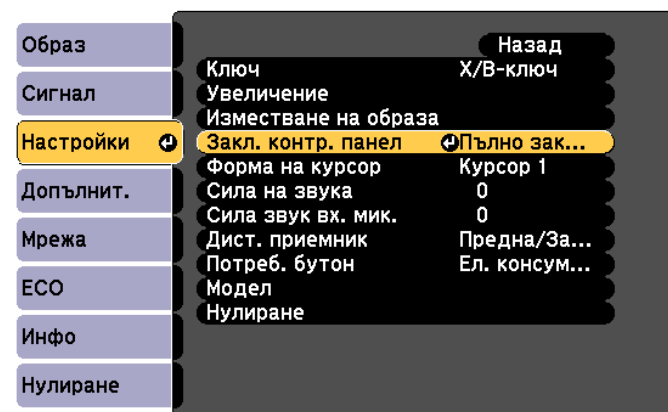 Образ
Сигнал
Настройки
Допълнит.
Мрежа
ECO
Инфо
Нулиране
Назад
Ключ Х/В-ключ
Увеличение
Изместване на образа
Закл. контр. панел Пълно зак...
Форма на курсор Курсор 1
Сила на звука 0
Сила звук вх. мик. 0
Дист. приемник Предна/За...
Потреб. бутон Ел. консум...
Модел
Нулиране